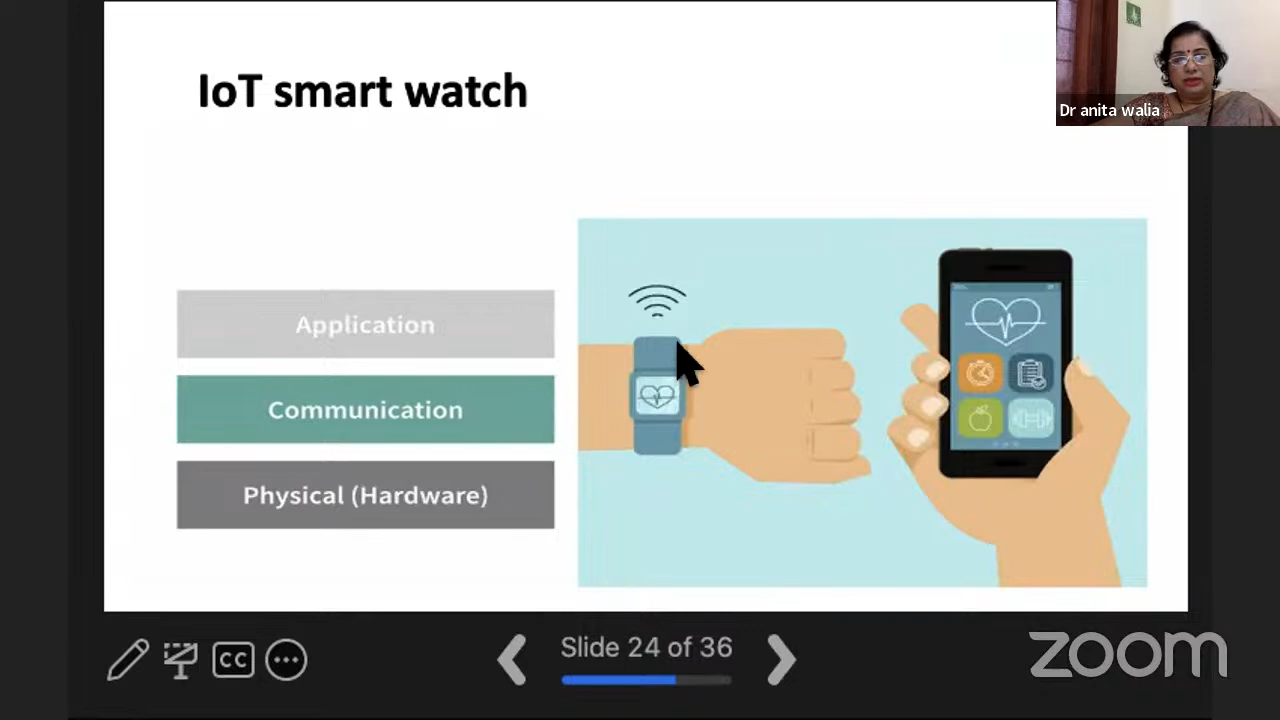 IoT smart watch
Dr anita walia
Application
Communication
Physical (Hardware)
CC
Slide 24 of 36
zoom